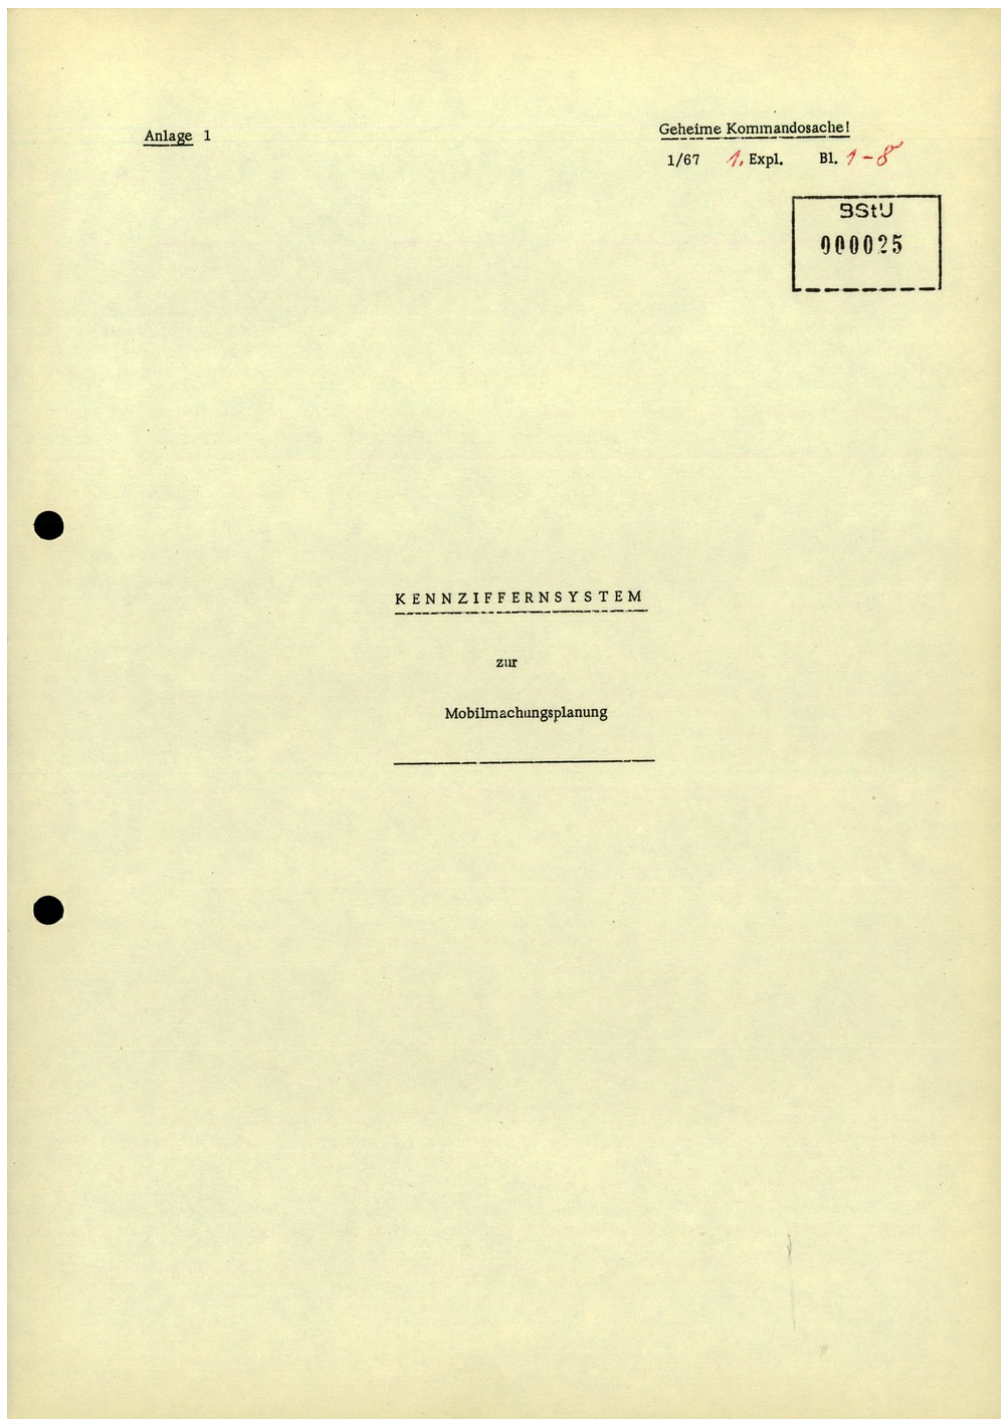 Anlage 1
Geheime Kommandosache!
1/67 1. Expl. Bl. 1-8
BStU
000025
KENNZIFFERNSYSTEM
zur
Mobilmachungsplanung